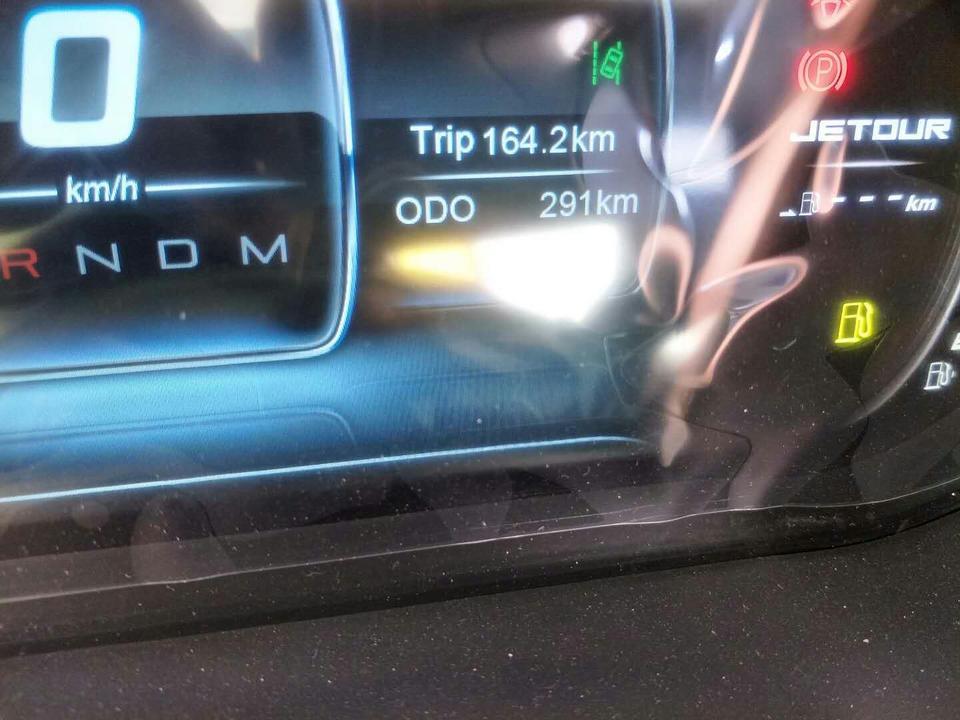 0
km/h
R N D M
Trip 164.2km
ODO 291km
P
JETOUR
--- km